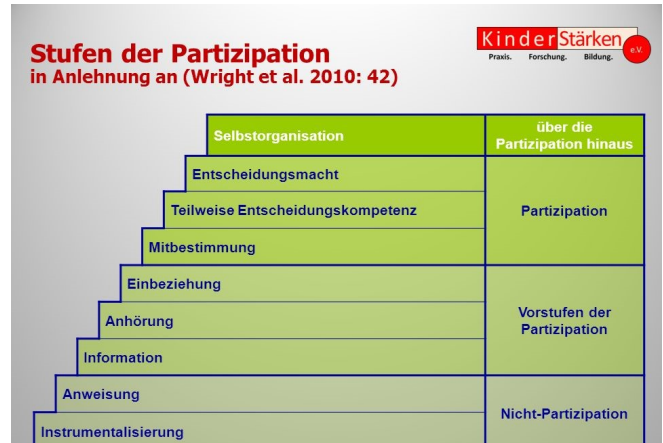 Stufen der Partizipation
in Anlehnung an (Wright et al. 2010: 42)
Kinder Stärken e.V.
Praxis. Forschung. Bildung.
Selbstorganisation
über die
Partizipation hinaus
Entscheidungsmacht
Teilweise Entscheidungskompetenz
Mitbestimmung
Partizipation
Einbeziehung
Anhörung
Information
Vorstufen der
Partizipation
Anweisung
Instrumentalisierung
Nicht-Partizipation